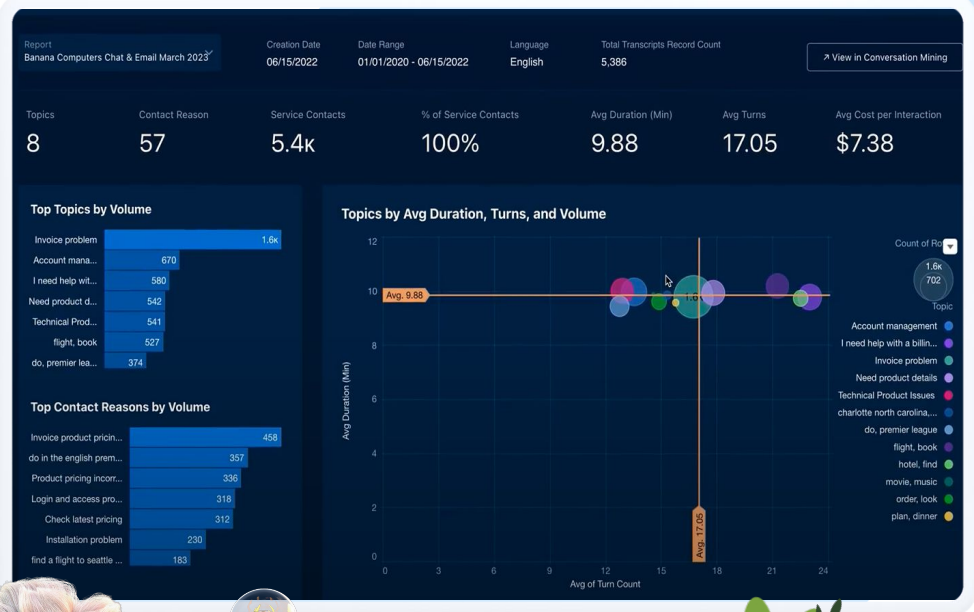 Report
Banana Computers Chat & Email March 2023
Creation Date
06/15/2022
Date Range
01/01/2020 - 06/15/2022
Language
English
Total Transcripts Record Count
5,386
↗ View in Conversation Mining
Topics
8
Contact Reason
57
Service Contacts
5.4K
% of Service Contacts
100%
Avg Duration (Min)
9.88
Avg Turns
17.05
Avg Cost per Interaction
$7.38
Top Topics by Volume
Invoice problem 1.6K
Account mana... 670
I need help wit... 580
Need product d... 542
Technical Prod... 541
flight, book 527
do, premier lea... 374
Top Contact Reasons by Volume
Invoice product pricin... 458
do in the english prem... 357
Product pricing incorr... 336
Login and access pro... 318
Check latest pricing 312
Installation problem 230
find a flight to seattle ... 183
Topics by Avg Duration, Turns, and Volume
Avg Duration (Min)
12
10
8
6
4
2
0
Avg. 9.88
1.6
Avg. 17.05
0 3 6 9 12 15 18 21 24
Avg of Turn Count
Count of Ro
1.6K
702
Topic
Account management
I need help with a billin...
Invoice problem
Need product details
Technical Product Issues
charlotte north carolina,...
do, premier league
flight, book
hotel, find
movie, music
order, look
plan, dinner